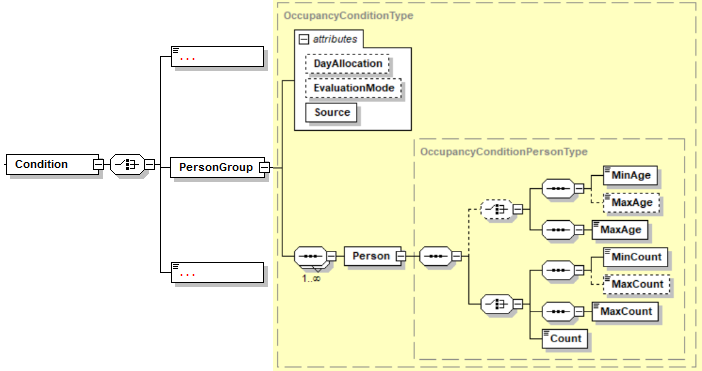 OccupancyConditionType
attributes
DayAllocation
EvaluationMode
Source
...
Condition
PersonGroup
...
OccupancyConditionPersonType
MinAge
MaxAge
MaxAge
Person
1..∞
MinCount
MaxCount
MaxCount
Count